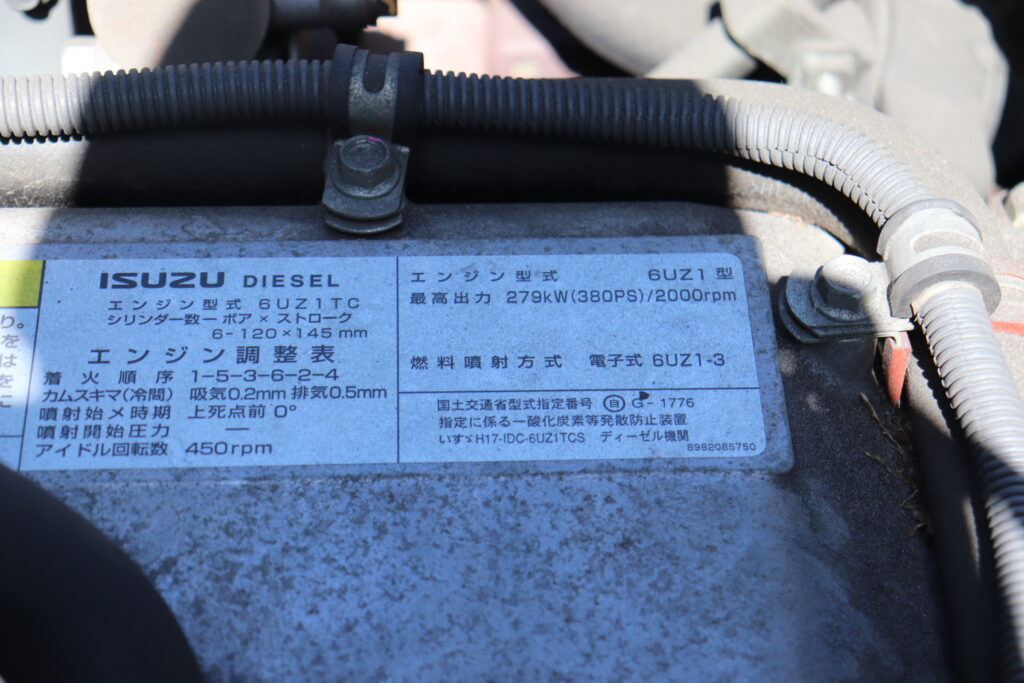 り。
を
は
を
に
ISUZU DIESEL
エンジン型式 6UZ1TC
シリンダー数ー ボア × ストローク
6-120×145mm
エンジン調整表
着火順序 1-5-3-6-2-4
カムスキマ(冷間) 吸気0.2mm 排気0.5mm
噴射始メ時期 上死点前 0°
噴射開始圧力 ー
アイドル回転数 450rpm
エンジン型式 6UZ1型
最高出力 279kW(380PS)/2000rpm
燃料噴射方式 電子式 6UZ1-3
国土交通省型式指定番号 自 G-1776
指定に係る一酸化炭素等発散防止装置
いすゞH17-IDC-6UZ1TCS ディーゼル機関
8982085750